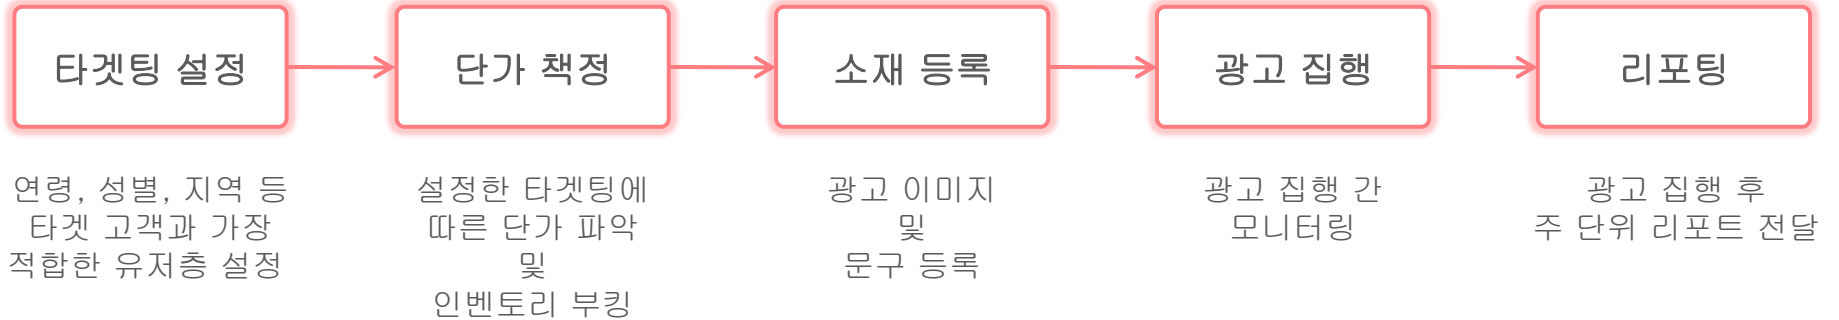 타겟팅 설정
단가 책정
소재 등록
광고 집행
리포팅
연령, 성별, 지역 등
타겟 고객과 가장
적합한 유저층 설정
설정한 타겟팅에
따른 단가 파악
및
인벤토리 부킹
광고 이미지
및
문구 등록
광고 집행 간
모니터링
광고 집행 후
주 단위 리포트 전달